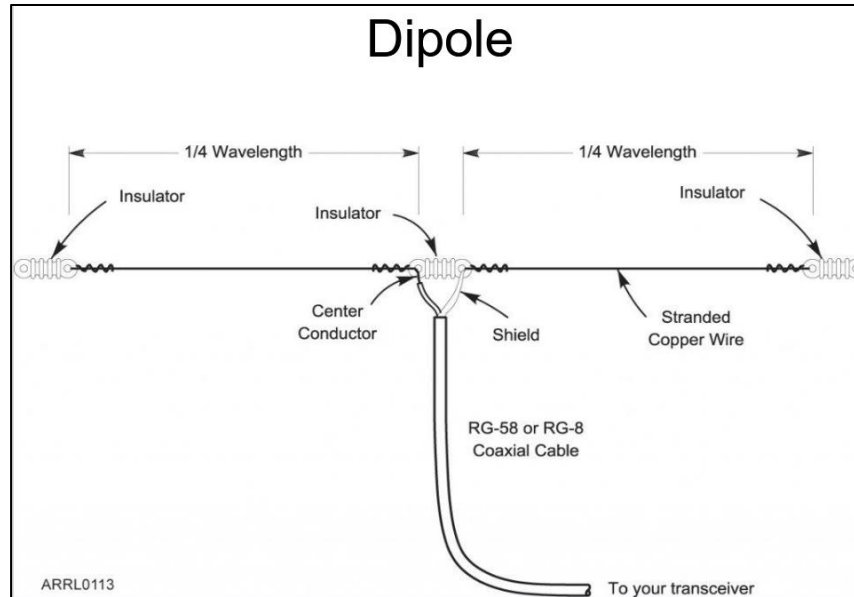 Dipole
1/4 Wavelength
1/4 Wavelength
Insulator
Insulator
Insulator
Center
Conductor
Shield
Stranded
Copper Wire
RG-58 or RG-8
Coaxial Cable
ARRL0113
To your transceiver